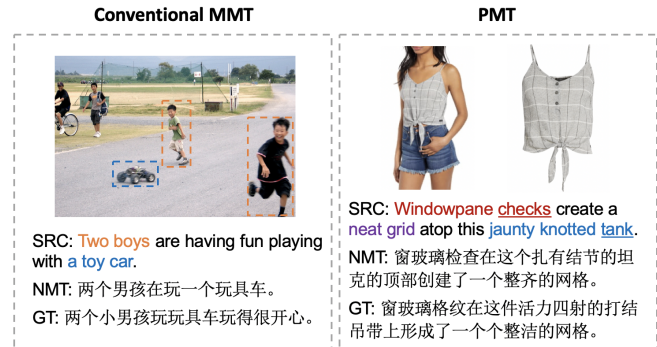 Conventional MMT
SRC: Two boys are having fun playing
with a toy car.
NMT: 两个男孩在玩一个玩具车。
GT: 两个小男孩玩玩具车玩得很开心。
PMT
SRC: Windowpane checks create a
neat grid atop this jaunty knotted tank.
NMT: 窗玻璃检查在这个扎有结节的坦
克的顶部创建了一个整齐的网格。
GT: 窗玻璃格纹在这件活力四射的打结
吊带上形成了一个个整洁的网格。